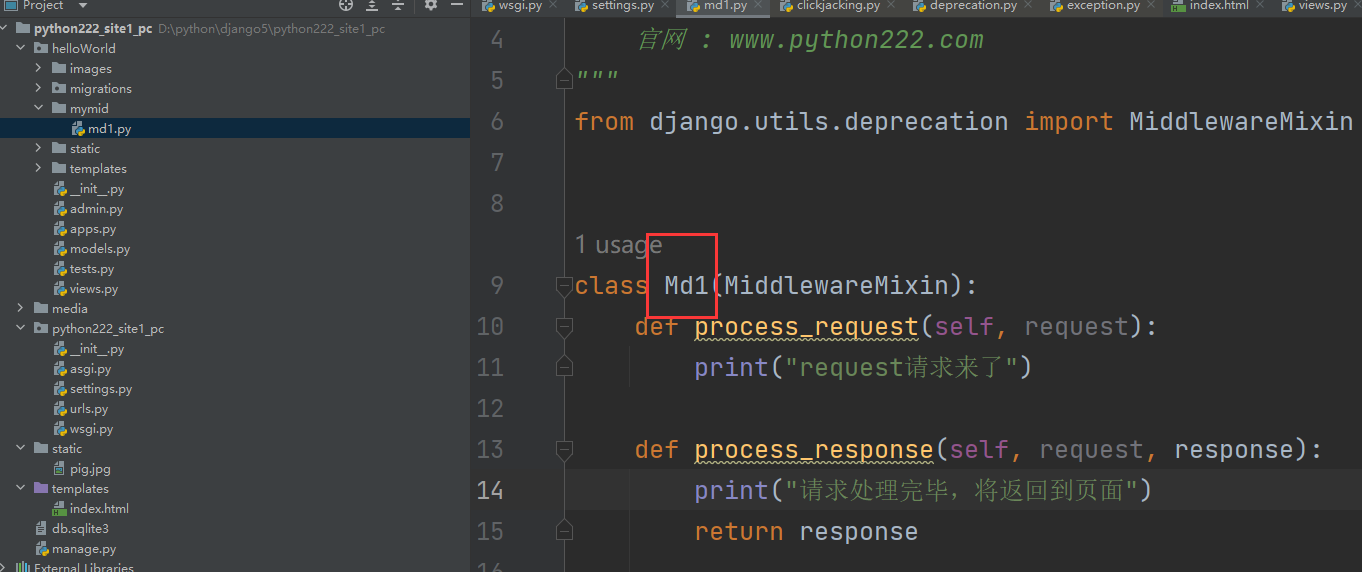 Project
python222_site1_pc D:\python\django5\python222_site1_pc
helloWorld
images
migrations
mymid
md1.py
static
templates
__init__.py
admin.py
apps.py
models.py
tests.py
views.py
media
python222_site1_pc
__init__.py
asgi.py
settings.py
urls.py
wsgi.py
static
pig.jpg
templates
index.html
db.sqlite3
manage.py
External Libraries
wsgi.py settings.py md1.py clickjacking.py deprecation.py exception.py index.html views.py
4 官网 : www.python222.com
5 """
6 from django.utils.deprecation import MiddlewareMixin
7
8
1 usage
9 class Md1(MiddlewareMixin):
10 def process_request(self, request):
11 print("request请求来了")
12
13 def process_response(self, request, response):
14 print("请求处理完毕，将返回到页面")
15 return response
16